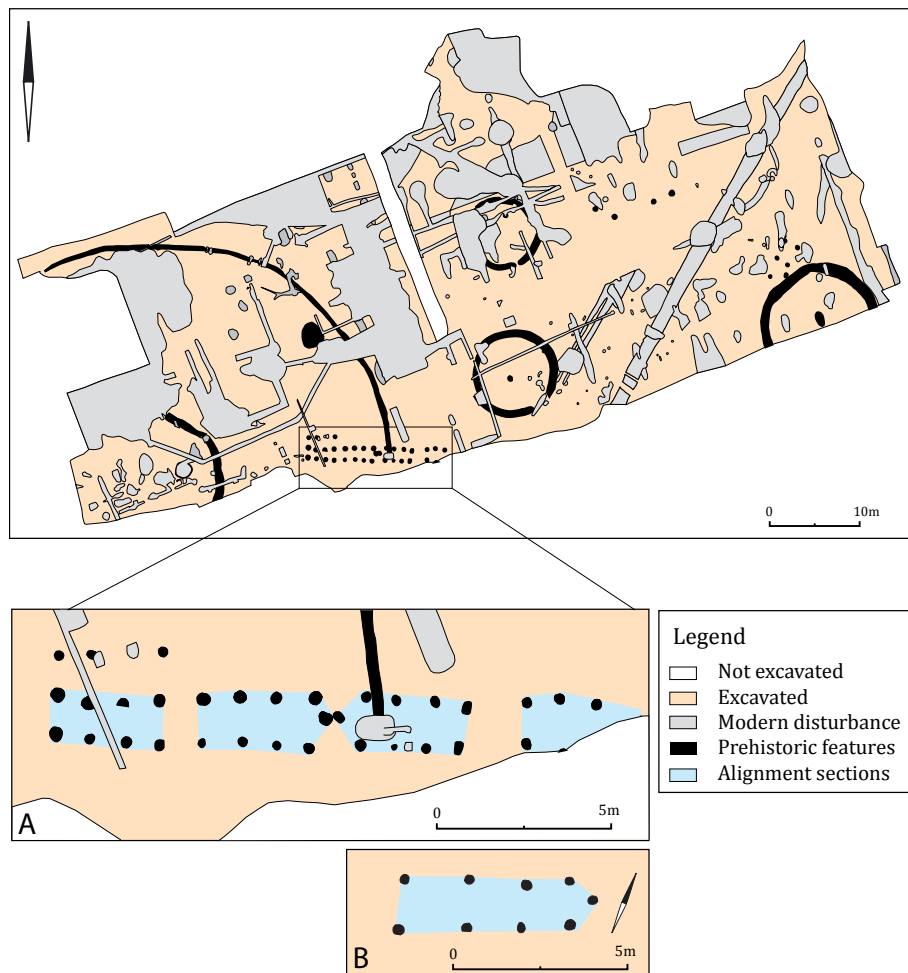 0 10m
Legend
Not excavated
Excavated
Modern disturbance
Prehistoric features
Alignment sections
0 5m
A
0 5m
B